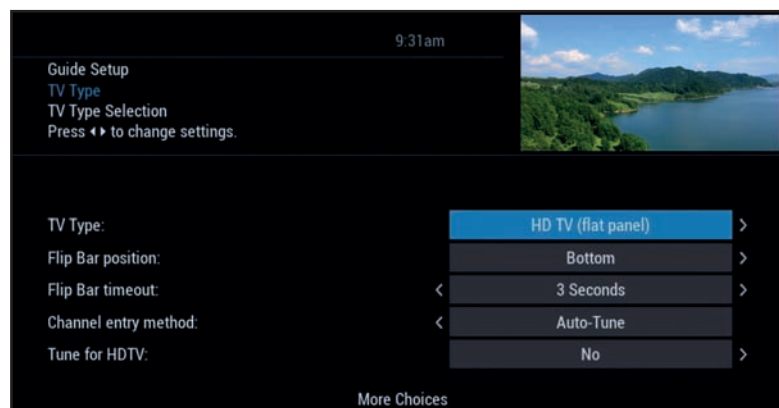 9:31am
Guide Setup
TV Type
TV Type Selection
Press ◂▸ to change settings.
TV Type: HD TV (flat panel) >
Flip Bar position: Bottom >
Flip Bar timeout: < 3 Seconds >
Channel entry method: < Auto-Tune
Tune for HDTV: No >
More Choices